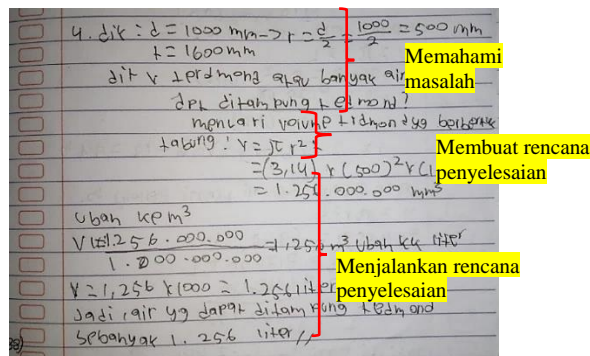 4. dik : d = 1000 mm -> r = d/2 = 1000/2 = 500 mm
t = 1600 mm
Memahami masalah
dit v terdmond atau banyak air
dpt ditampung tedmond?
mencari volume tidmond yg berbentuk
tabung : V = π r² t
Membuat rencana penyelesaian
= (3,14) x (500)² x (1
= 1.256.000.000 mm³
Ubah ke m³
1.256.000.000 / 1.000.000.000 = 1,256 m³ Ubah ke liter
Menjalankan rencana penyelesaian
V = 1,256 x 1000 = 1.256 liter
Jadi, air yg dapat ditampung tedmond
Sebanyak 1.256 liter //